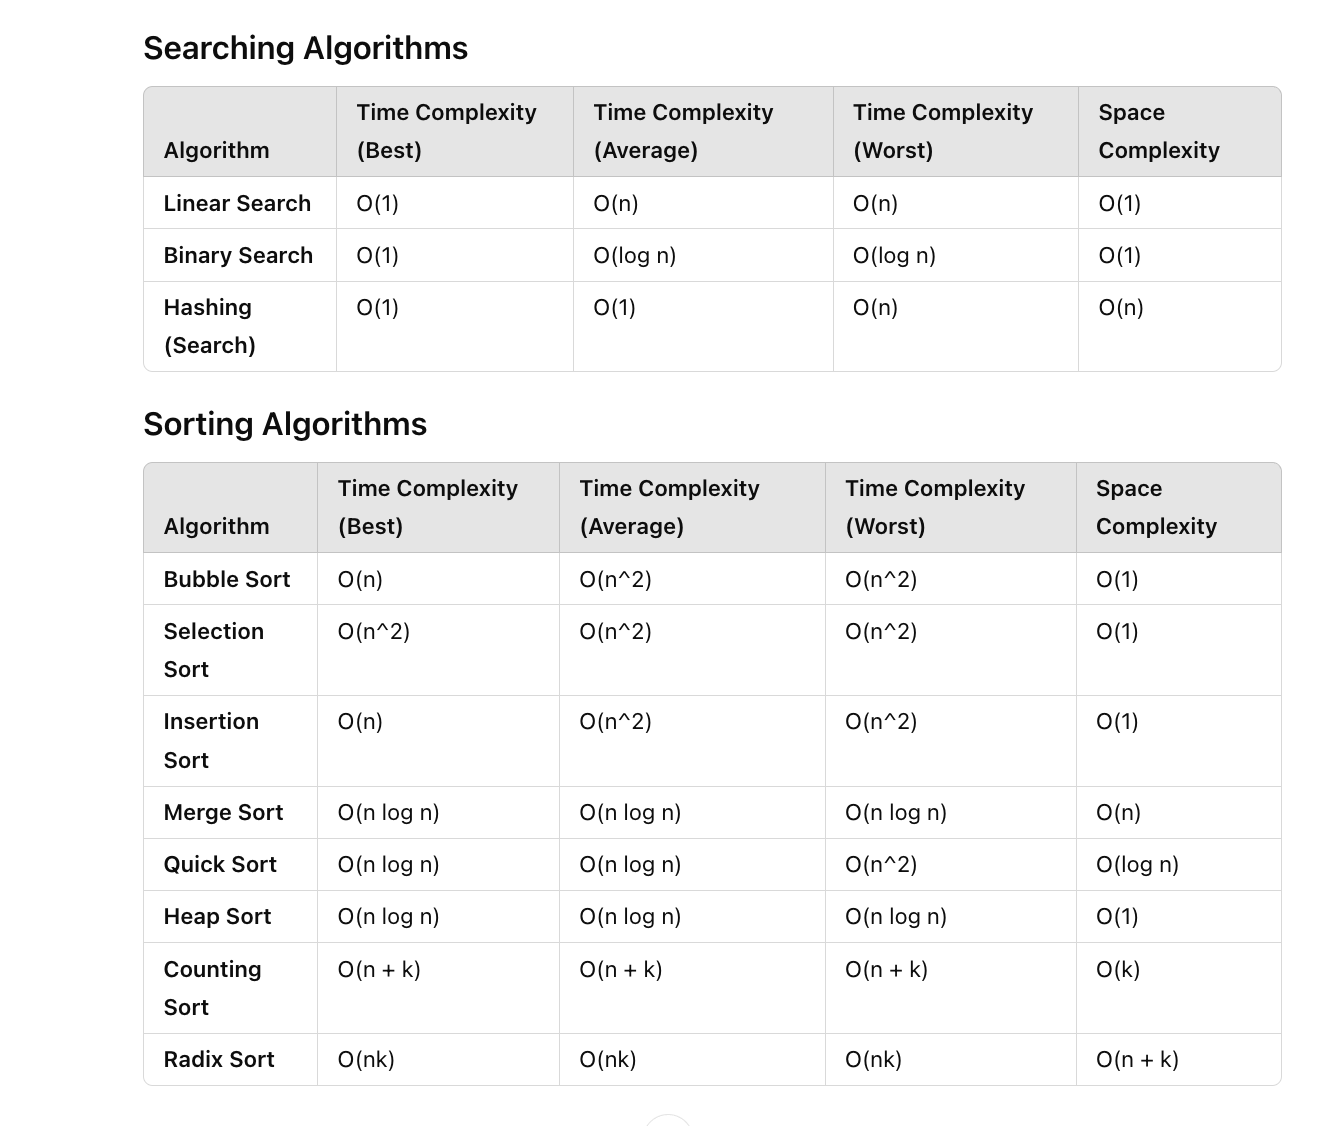 Searching Algorithms
Algorithm
Time Complexity
(Best)
Time Complexity
(Average)
Time Complexity
(Worst)
Space
Complexity
Linear Search O(1) O(n) O(n) O(1)
Binary Search O(1) O(log n) O(log n) O(1)
Hashing
(Search)
O(1) O(1) O(n) O(n)
Sorting Algorithms
Algorithm
Time Complexity
(Best)
Time Complexity
(Average)
Time Complexity
(Worst)
Space
Complexity
Bubble Sort O(n) O(n^2) O(n^2) O(1)
Selection
Sort
O(n^2) O(n^2) O(n^2) O(1)
Insertion
Sort
O(n) O(n^2) O(n^2) O(1)
Merge Sort O(n log n) O(n log n) O(n log n) O(n)
Quick Sort O(n log n) O(n log n) O(n^2) O(log n)
Heap Sort O(n log n) O(n log n) O(n log n) O(1)
Counting
Sort
O(n + k) O(n + k) O(n + k) O(k)
Radix Sort O(nk) O(nk) O(nk) O(n + k)